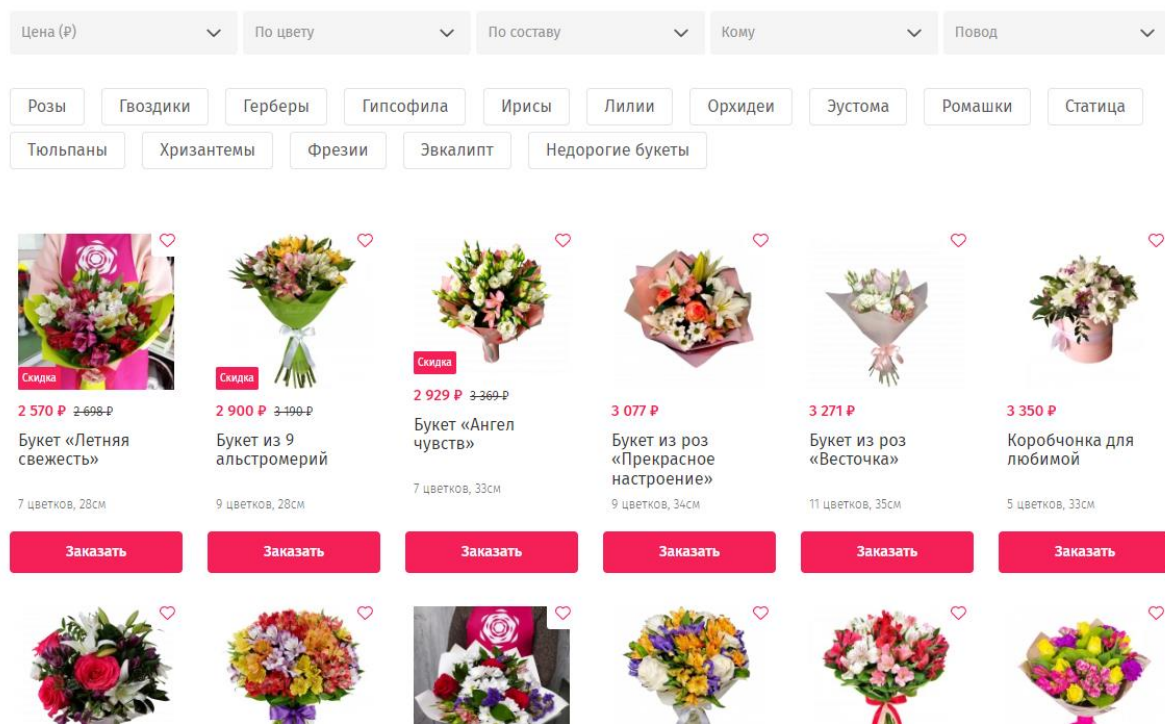 Цена (₽)
По цвету
По составу
Кому
Повод
Розы
Гвоздики
Герберы
Гипсофила
Ирисы
Лилии
Орхидеи
Эустома
Ромашки
Статица
Тюльпаны
Хризантемы
Фрезии
Эвкалипт
Недорогие букеты
Скидка
2 570 ₽ 2 698 ₽
Букет «Летняя
свежесть»
7 цветков, 28см
Заказать
Скидка
2 900 ₽ 3 190 ₽
Букет из 9
альстромерий
9 цветков, 28см
Заказать
Скидка
2 929 ₽ 3 369 ₽
Букет «Ангел
чувств»
7 цветков, 33см
Заказать
3 077 ₽
Букет из роз
«Прекрасное
настроение»
9 цветков, 34см
Заказать
3 271 ₽
Букет из роз
«Весточка»
11 цветков, 35см
Заказать
3 350 ₽
Коробчонка для
любимой
5 цветков, 33см
Заказать